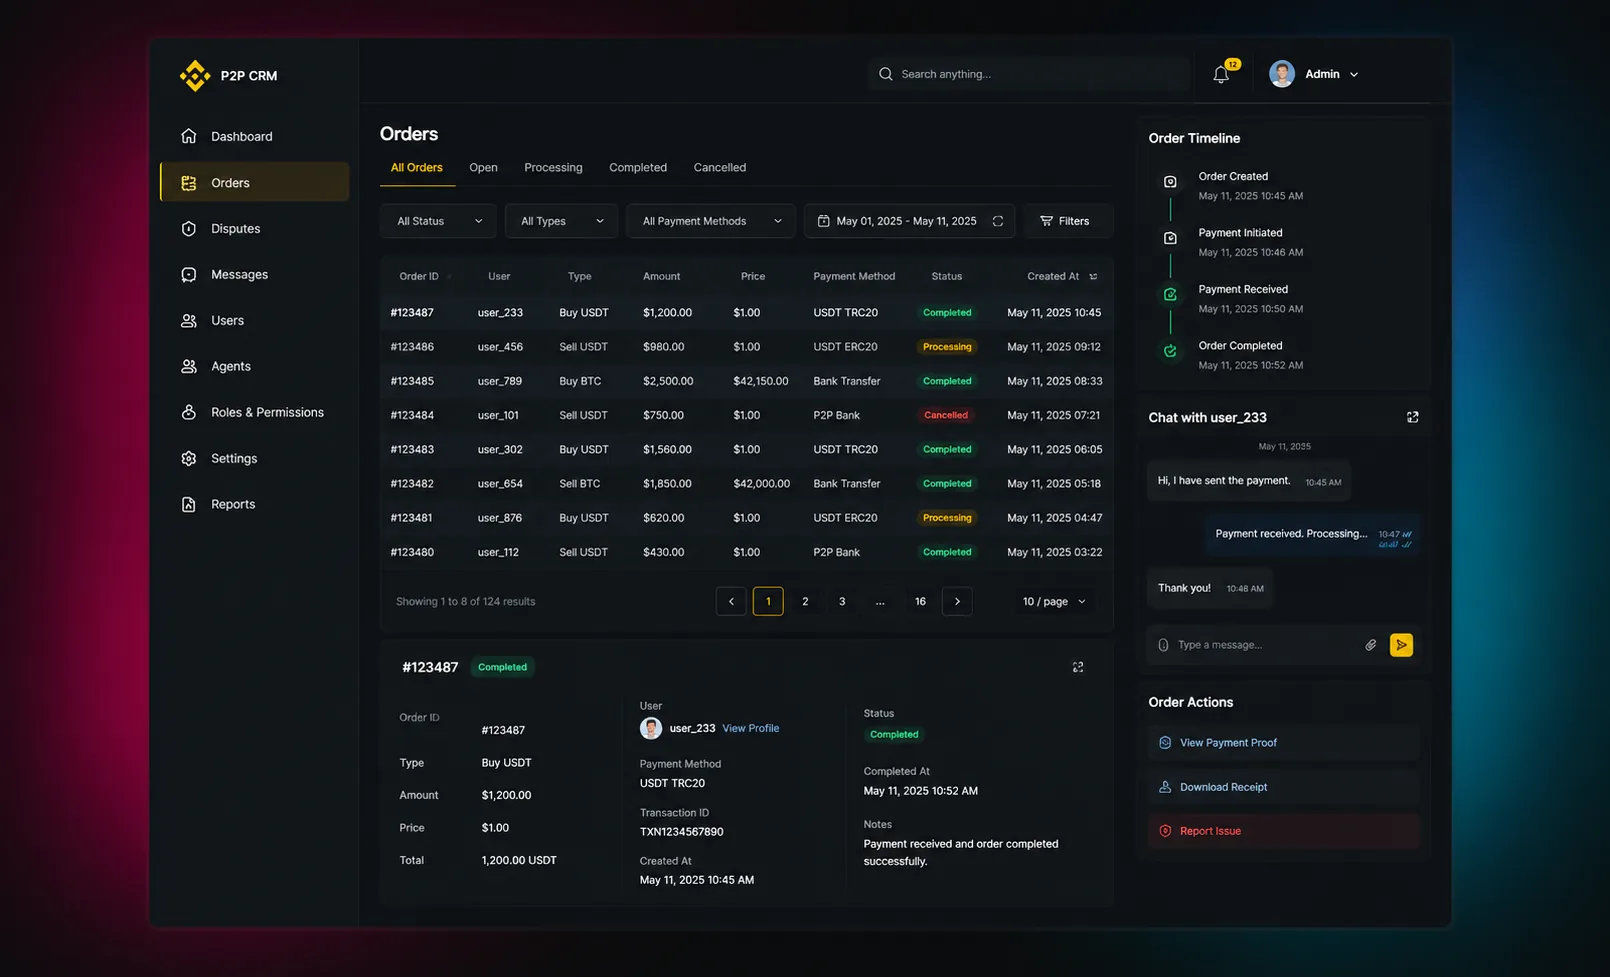 P2P CRM
Search anything...
12
Admin
Dashboard
Orders
Disputes
Messages
Users
Agents
Roles & Permissions
Settings
Reports
Orders
All Orders Open Processing Completed Cancelled
All Status All Types All Payment Methods May 01, 2025 - May 11, 2025 Filters
Order ID User Type Amount Price Payment Method Status Created At
#123487 user_233 Buy USDT $1,200.00 $1.00 USDT TRC20 Completed May 11, 2025 10:45
#123486 user_456 Sell USDT $980.00 $1.00 USDT ERC20 Processing May 11, 2025 09:12
#123485 user_789 Buy BTC $2,500.00 $42,150.00 Bank Transfer Completed May 11, 2025 08:33
#123484 user_101 Sell USDT $750.00 $1.00 P2P Bank Cancelled May 11, 2025 07:21
#123483 user_302 Buy USDT $1,560.00 $1.00 USDT TRC20 Completed May 11, 2025 06:05
#123482 user_654 Sell BTC $1,850.00 $42,000.00 Bank Transfer Completed May 11, 2025 05:18
#123481 user_876 Buy USDT $620.00 $1.00 USDT ERC20 Processing May 11, 2025 04:47
#123480 user_112 Sell USDT $430.00 $1.00 P2P Bank Completed May 11, 2025 03:22
Showing 1 to 8 of 124 results
1 2 3 ... 16
10 / page
#123487 Completed
Order ID #123487
Type Buy USDT
Amount $1,200.00
Price $1.00
Total 1,200.00 USDT
User
user_233 View Profile
Payment Method
USDT TRC20
Transaction ID
TXN1234567890
Created At
May 11, 2025 10:45 AM
Status
Completed
Completed At
May 11, 2025 10:52 AM
Notes
Payment received and order completed
successfully.
Order Timeline
Order Created
May 11, 2025 10:45 AM
Payment Initiated
May 11, 2025 10:46 AM
Payment Received
May 11, 2025 10:50 AM
Order Completed
May 11, 2025 10:52 AM
Chat with user_233
May 11, 2025
Hi, I have sent the payment. 10:45 AM
Payment received. Processing... 10:47
Thank you! 10:48 AM
Type a message...
Order Actions
View Payment Proof
Download Receipt
Report Issue